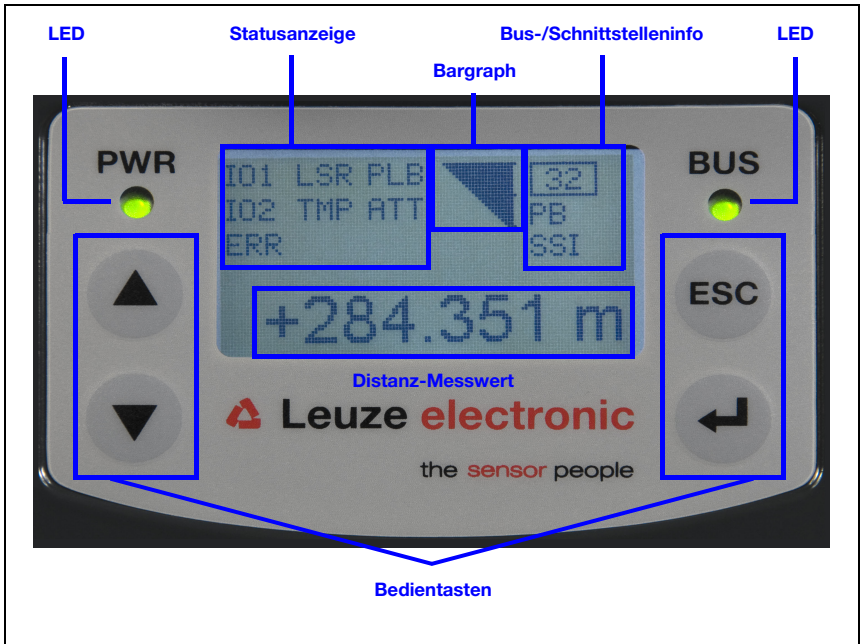 LED Statusanzeige Bus-/Schnittstelleninfo LED
Bargraph
PWR BUS
IO1 LSR PLB 32
IO2 TMP ATT PB
ERR SSI
ESC
+284.351 m
Distanz-Messwert
Leuze electronic
the sensor people
Bedientasten